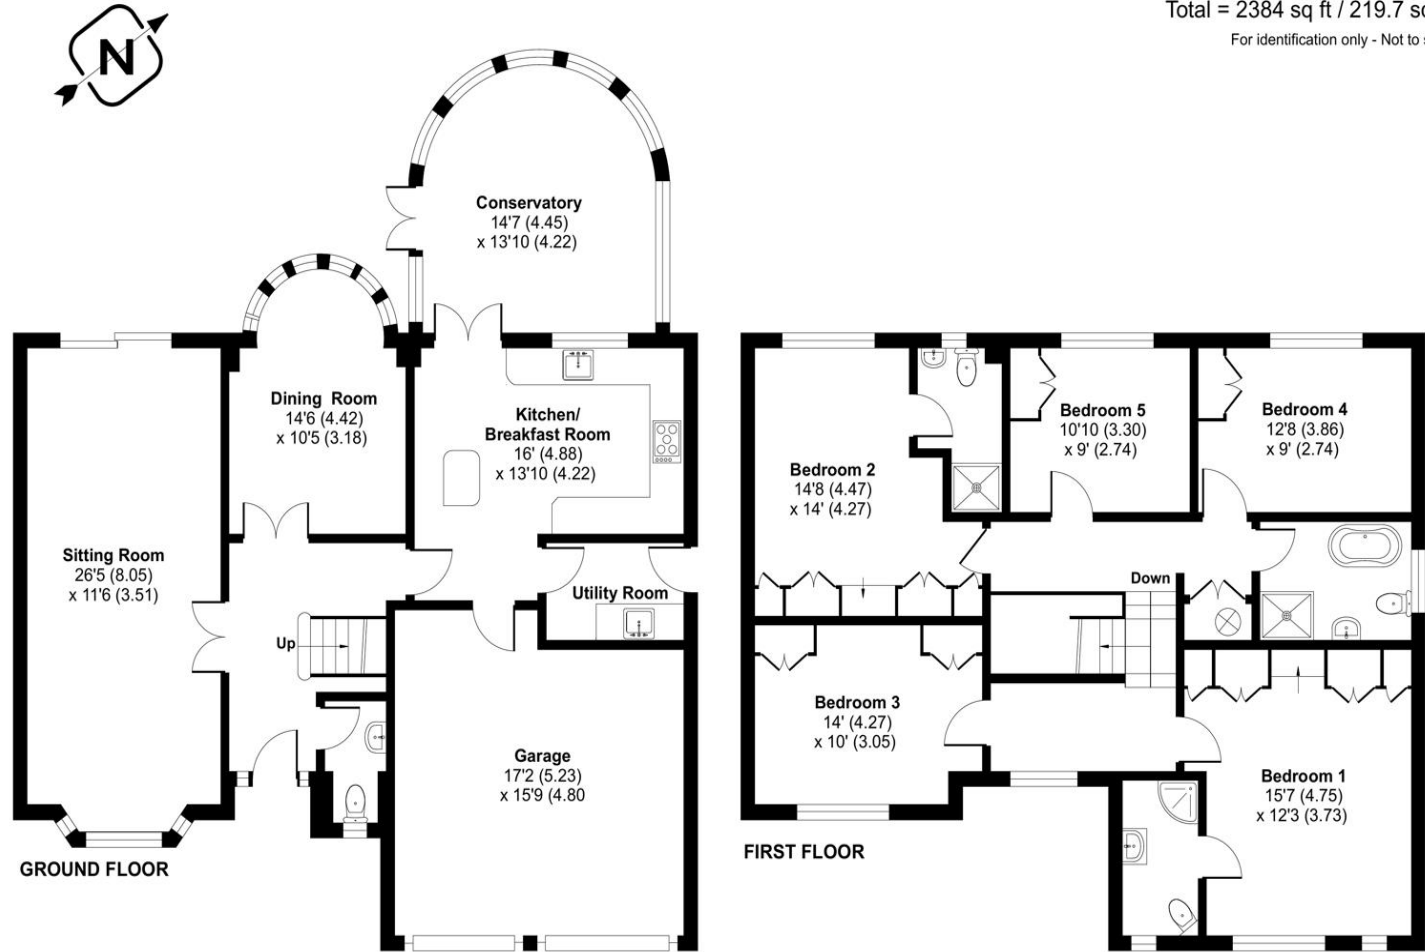 Total = 2384 sq ft / 219.7
For identification only - Not to
N
Conservatory
14'7 (4.45)
x 13'10 (4.22)
Dining Room
14'6 (4.42)
x 10'5 (3.18)
Kitchen/
Breakfast Room
16' (4.88)
x 13'10 (4.22)
Sitting Room
26'5 (8.05)
x 11'6 (3.51)
Utility Room
Up
Garage
17'2 (5.23)
x 15'9 (4.80
GROUND FLOOR
Bedroom 5
10'10 (3.30)
x 9' (2.74)
Bedroom 4
12'8 (3.86)
x 9' (2.74)
Bedroom 2
14'8 (4.47)
x 14' (4.27)
Down
Bedroom 3
14' (4.27)
x 10' (3.05)
Bedroom 1
15'7 (4.75)
x 12'3 (3.73)
FIRST FLOOR